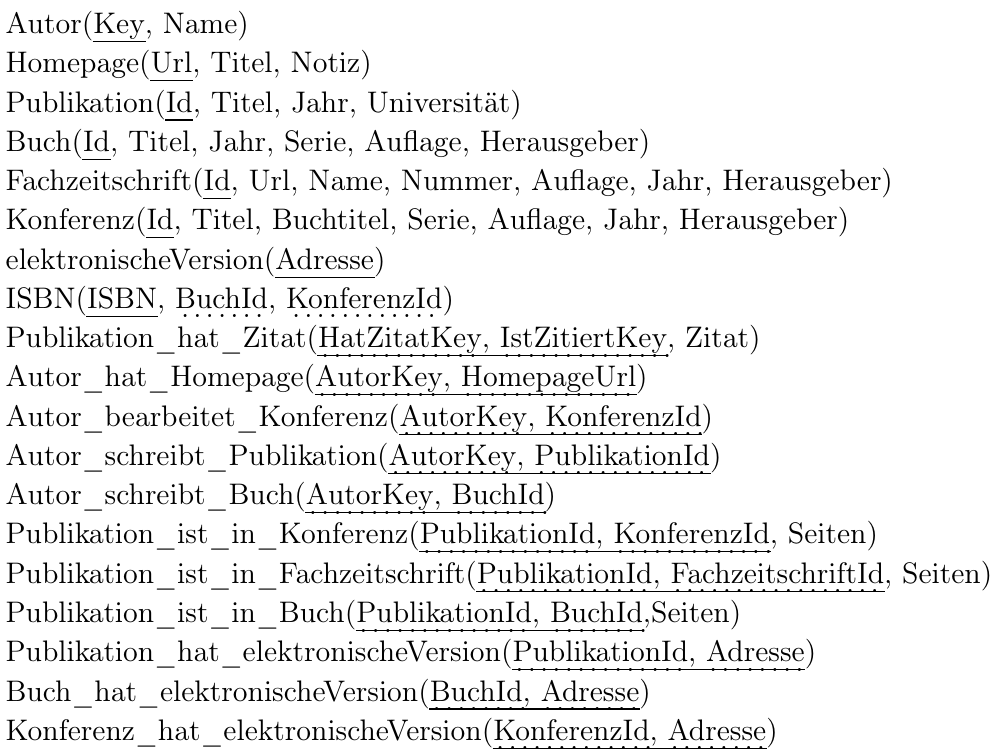 Autor(Key, Name)
Homepage(Url, Titel, Notiz)
Publikation(Id, Titel, Jahr, Universität)
Buch(Id, Titel, Jahr, Serie, Auflage, Herausgeber)
Fachzeitschrift(Id, Url, Name, Nummer, Auflage, Jahr, Herausgeber)
Konferenz(Id, Titel, Buchtitel, Serie, Auflage, Jahr, Herausgeber)
elektronischeVersion(Adresse)
ISBN(ISBN, BuchId, KonferenzId)
Publikation_hat_Zitat(HatZitatKey, IstZitiertKey, Zitat)
Autor_hat_Homepage(AutorKey, HomepageUrl)
Autor_bearbeitet_Konferenz(AutorKey, KonferenzId)
Autor_schreibt_Publikation(AutorKey, PublikationId)
Autor_schreibt_Buch(AutorKey, BuchId)
Publikation_ist_in_Konferenz(PublikationId, KonferenzId, Seiten)
Publikation_ist_in_Fachzeitschrift(PublikationId, FachzeitschriftId, Seiten)
Publikation_ist_in_Buch(PublikationId, BuchId,Seiten)
Publikation_hat_elektronischeVersion(PublikationId, Adresse)
Buch_hat_elektronischeVersion(BuchId, Adresse)
Konferenz_hat_elektronischeVersion(KonferenzId, Adresse)